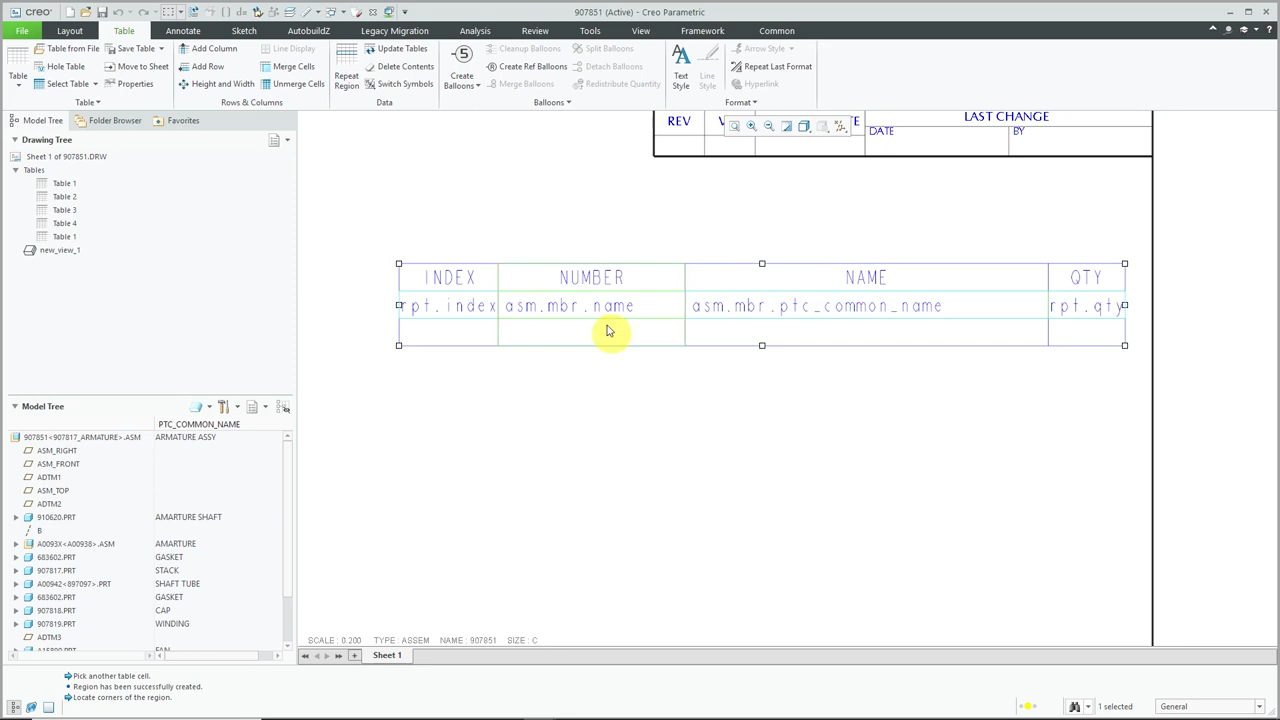 creo
907851 (Active) - Creo Parametric
File Layout Table Annotate Sketch AutobuildZ Legacy Migration Analysis Review Tools View Framework Common
Table
Table from File
Save Table
Hole Table
Move to Sheet
Select Table
Properties
Table
Add Column
Line Display
Add Row
Merge Cells
Height and Width
Unmerge Cells
Rows & Columns
Repeat Region
Update Tables
Delete Contents
Switch Symbols
Data
Create Balloons
Cleanup Balloons
Split Balloons
Create Ref Balloons
Detach Balloons
Merge Balloons
Redistribute Quantity
Balloons
Text Style
Line Style
Arrow Style
Repeat Last Format
Hyperlink
Format
Model Tree Folder Browser Favorites
Drawing Tree
Sheet 1 of 907851.DRW
Tables
Table 1
Table 2
Table 3
Table 4
Table 1
new_view_1
REV
LAST CHANGE
DATE
BY
INDEX NUMBER NAME QTY
rpt.index asm.mbr.name asm.mbr.ptc_common_name rpt.qty
Model Tree
PTC_COMMON_NAME
907851<907817_ARMATURE>.ASM ARMATURE ASSY
ASM_RIGHT
ASM_FRONT
ADTM1
ASM_TOP
ADTM2
910620.PRT AMARTURE SHAFT
B
A0093X<A00938>.ASM AMARTURE
683602.PRT GASKET
907817.PRT STACK
A00942<897097>.PRT SHAFT TUBE
683602.PRT GASKET
907818.PRT CAP
907819.PRT WINDING
ADTM3
FAN
SCALE : 0.200 TYPE : ASSEM NAME : 907851 SIZE : C
Sheet 1
Pick another table cell.
Region has been successfully created.
Locate corners of the region.
1 selected
General